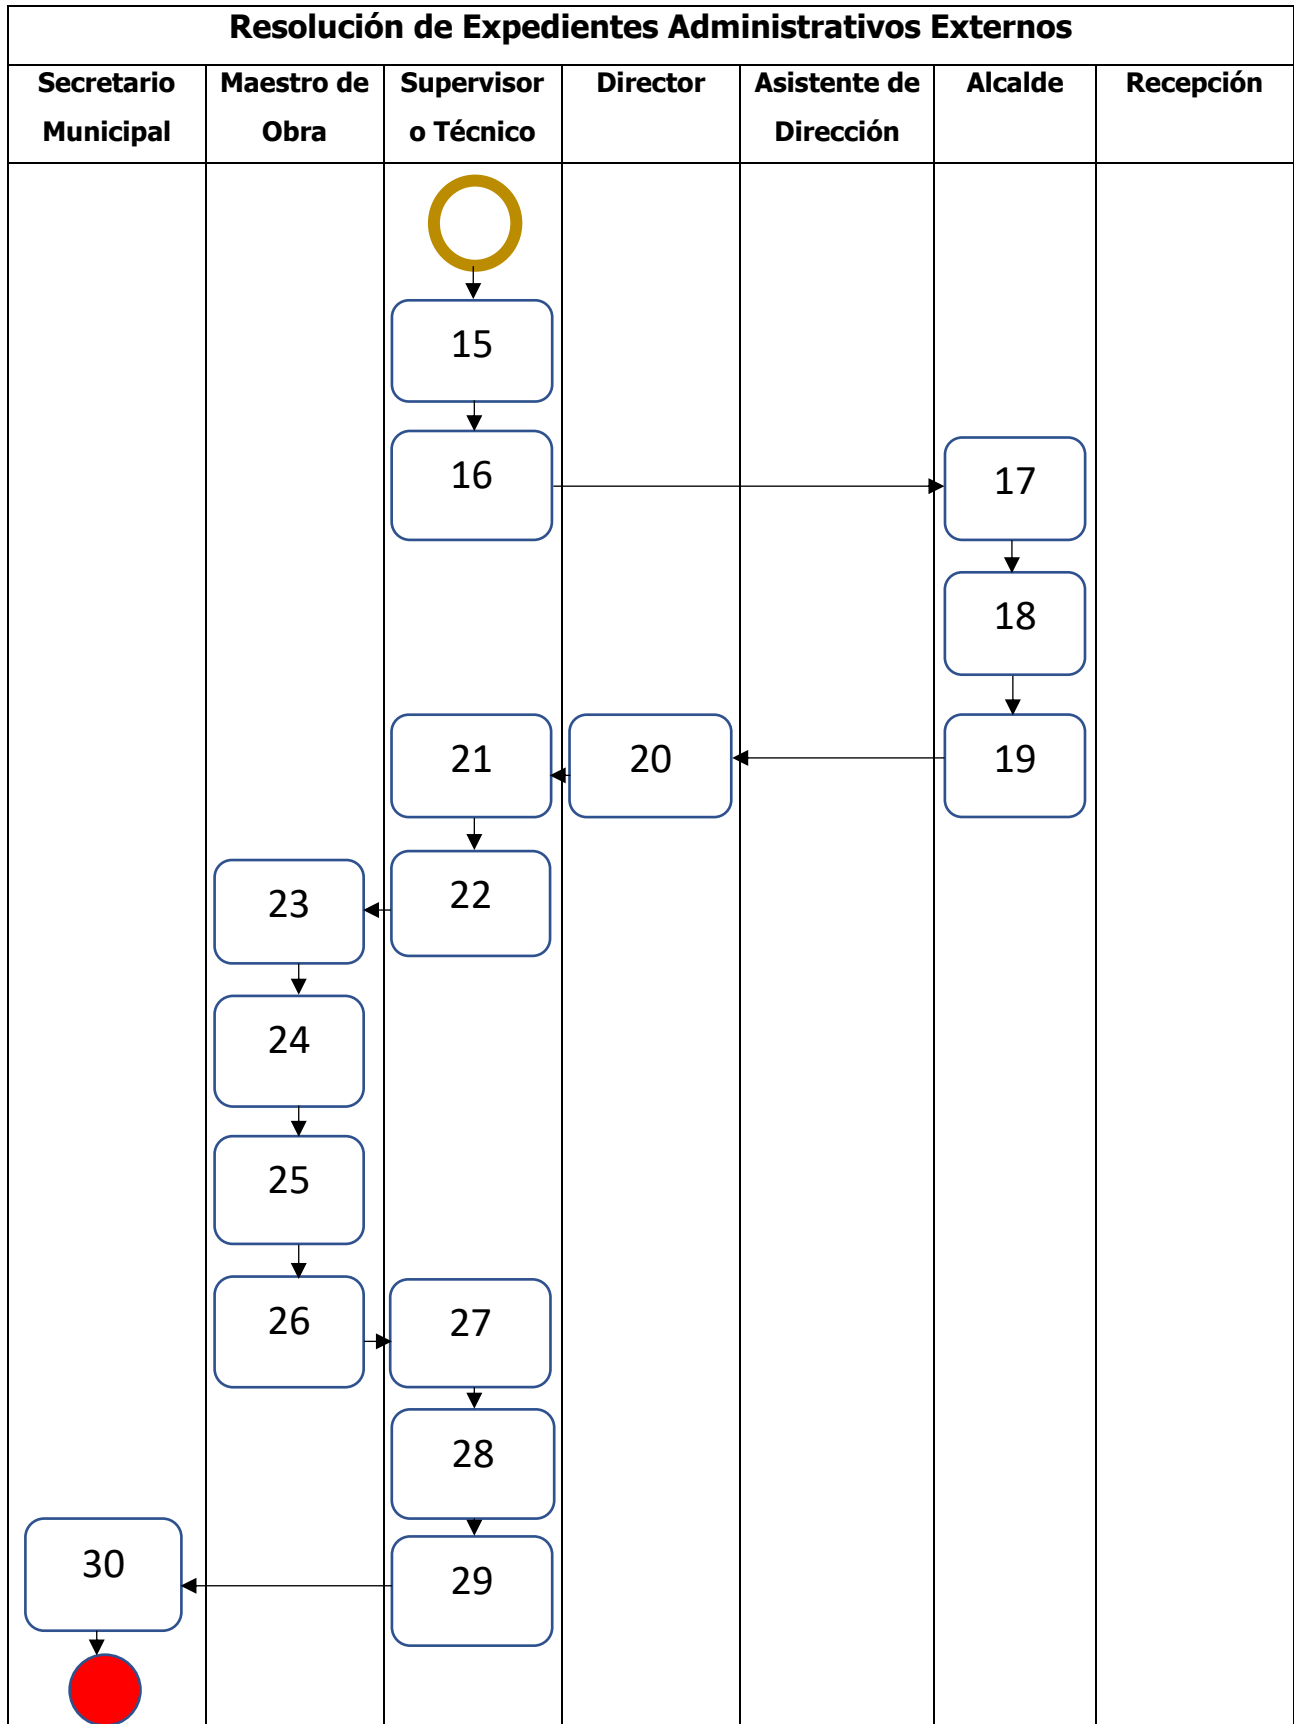 Resolución de Expedientes Administrativos Externos
Secretario
Municipal
Maestro de
Obra
Supervisor
o Técnico
Director
Asistente de
Dirección
Alcalde
Recepción
15
16
17
18
19
20
21
22
23
24
25
26
27
28
29
30